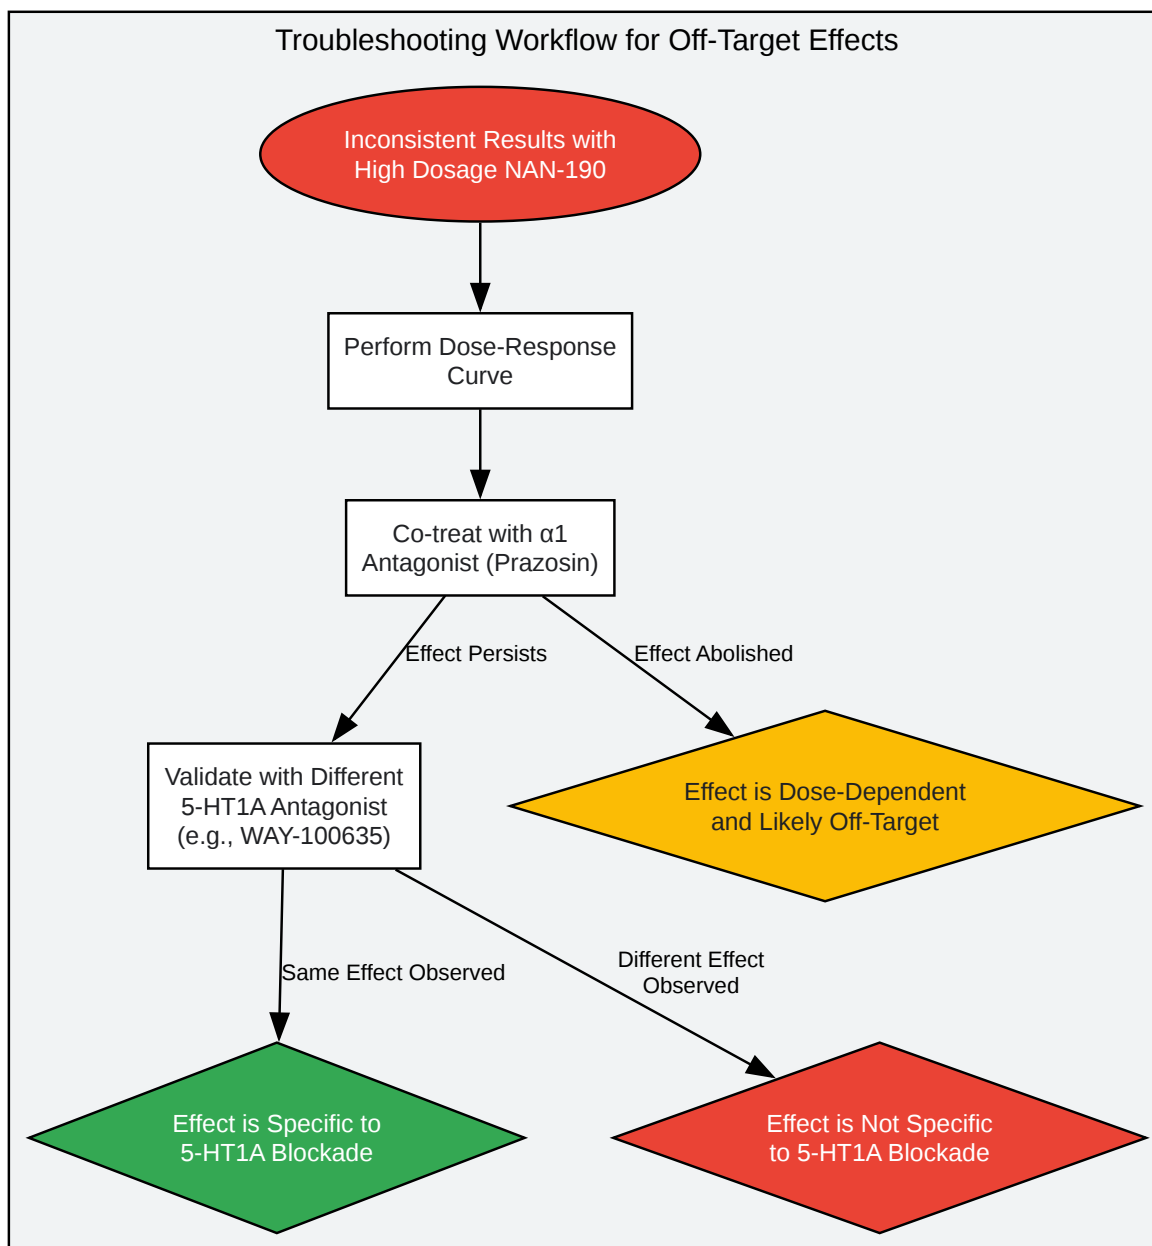 Troubleshooting Workflow for Off-Target Effects
Inconsistent Results with
High Dosage NAN-190
Perform Dose-Response
Curve
Co-treat with α1
Antagonist (Prazosin)
Effect Persists
Effect Abolished
Validate with Different
5-HT1A Antagonist
(e.g., WAY-100635)
Effect is Dose-Dependent
and Likely Off-Target
Same Effect Observed
Different Effect
Observed
Effect is Specific to
5-HT1A Blockade
Effect is Not Specific
to 5-HT1A Blockade